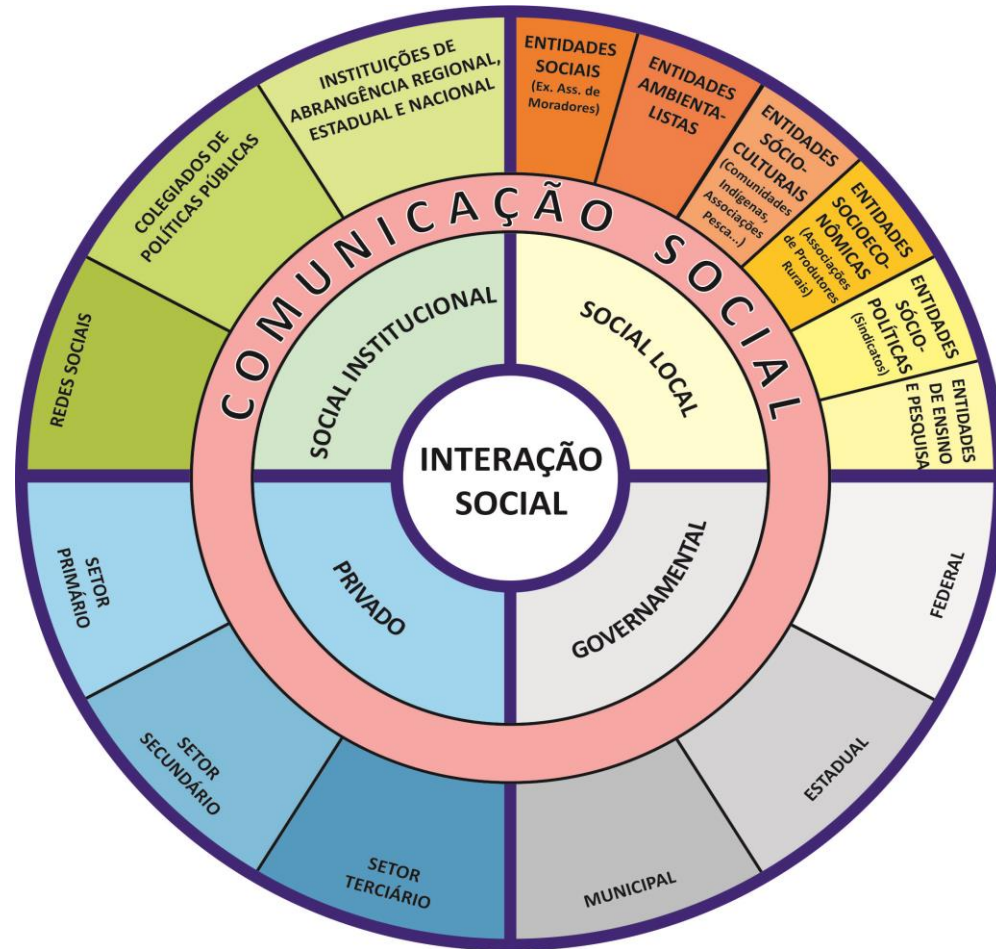 INTERAÇÃO
SOCIAL
COMUNICAÇÃO SOCIAL
SOCIAL INSTITUCIONAL
SOCIAL LOCAL
PRIVADO
GOVERNAMENTAL
REDES SOCIAIS
COLEGIADOS DE
POLÍTICAS PÚBLICAS
INSTITUIÇÕES DE
ABRANGÊNCIA REGIONAL,
ESTADUAL E NACIONAL
ENTIDADES
SOCIAIS
(Ex. Ass. de
Moradores)
ENTIDADES
AMBIENTA-
LISTAS
ENTIDADES
SÓCIO-
CULTURAIS
(Comunidades
Indígenas,
Associações
Pesca...)
ENTIDADES
SOCIOECO-
NÔMICAS
(Associações
de Produtores
Rurais)
ENTIDADES
SÓCIO-
POLÍTICAS
(Sindicatos)
ENTIDADES
DE ENSINO
E PESQUISA
FEDERAL
ESTADUAL
MUNICIPAL
SETOR
TERCIÁRIO
SETOR
SECUNDÁRIO
SETOR
PRIMÁRIO